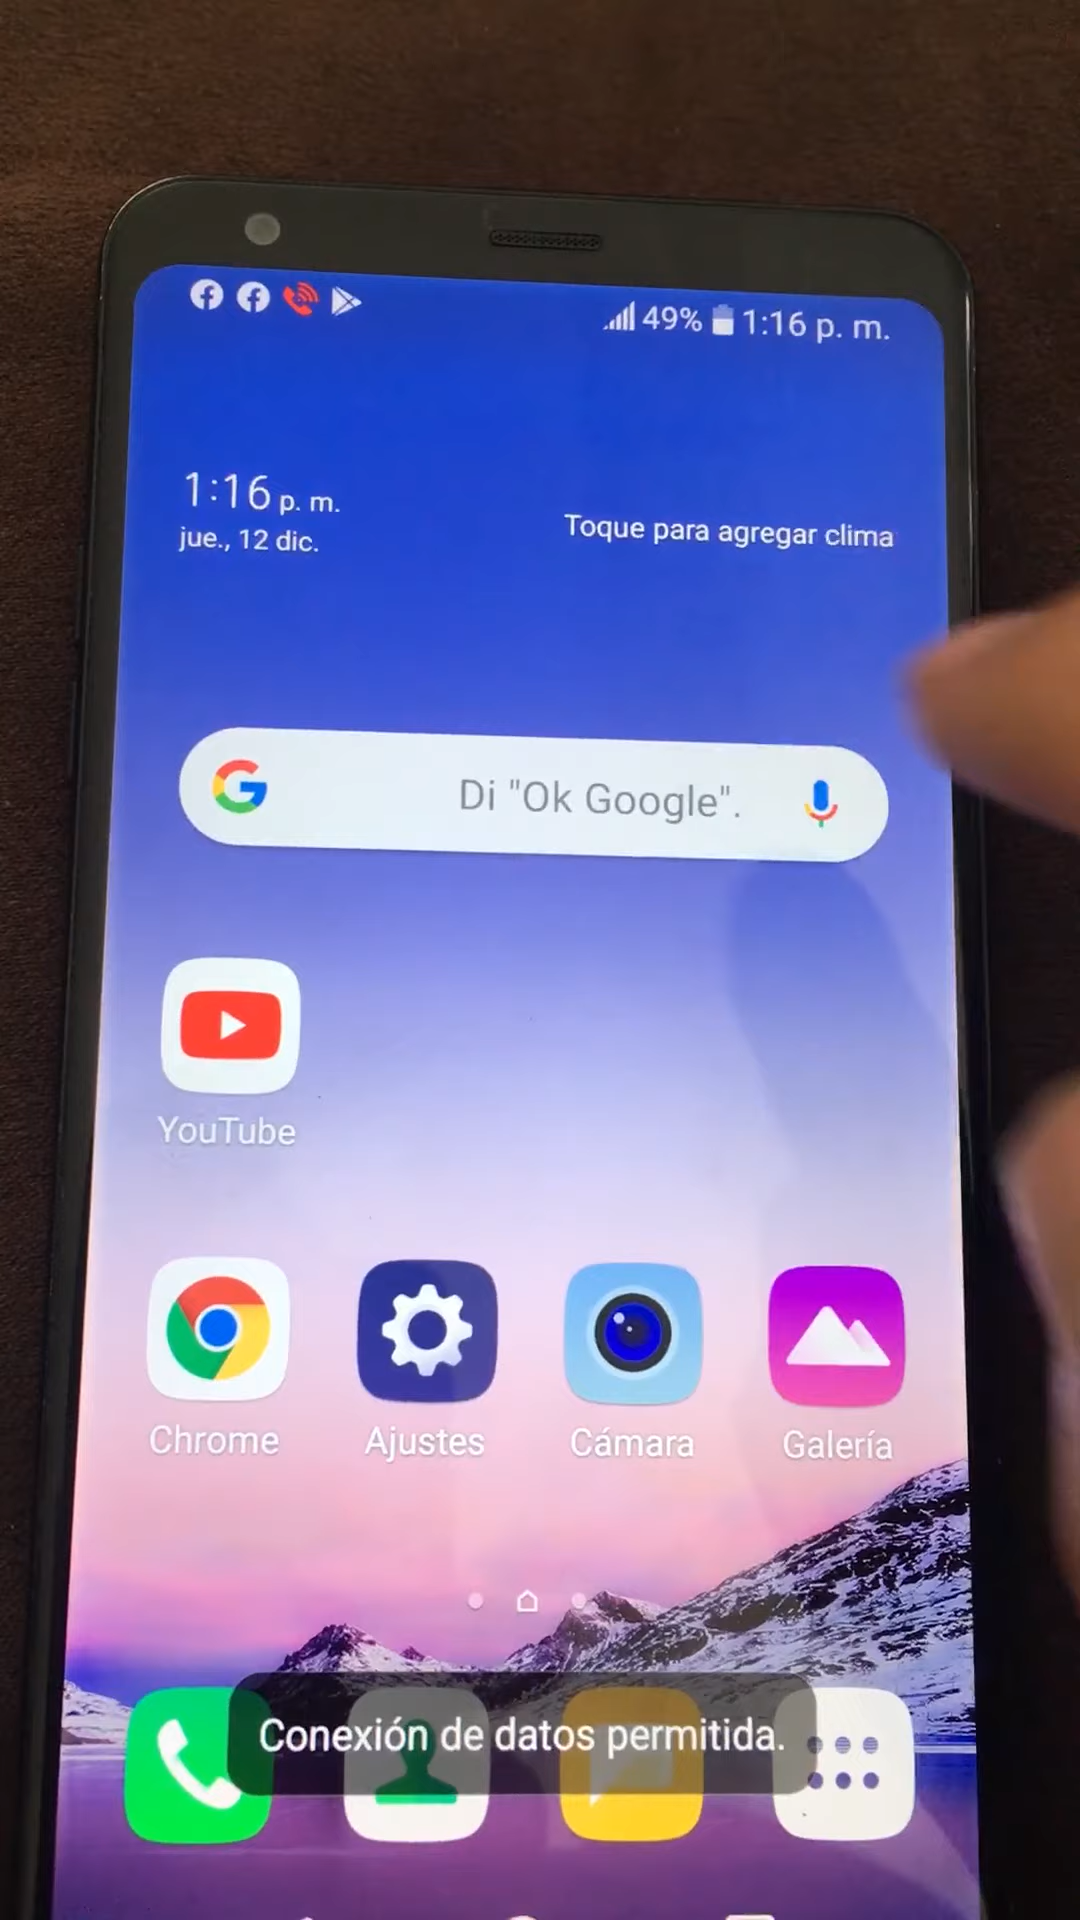 49% 1:16 p. m.
1:16 p. m.
jue., 12 dic.
Toque para agregar clima
Di "Ok Google".
YouTube
Chrome
Ajustes
Cámara
Galería
Conexión de datos permitida.